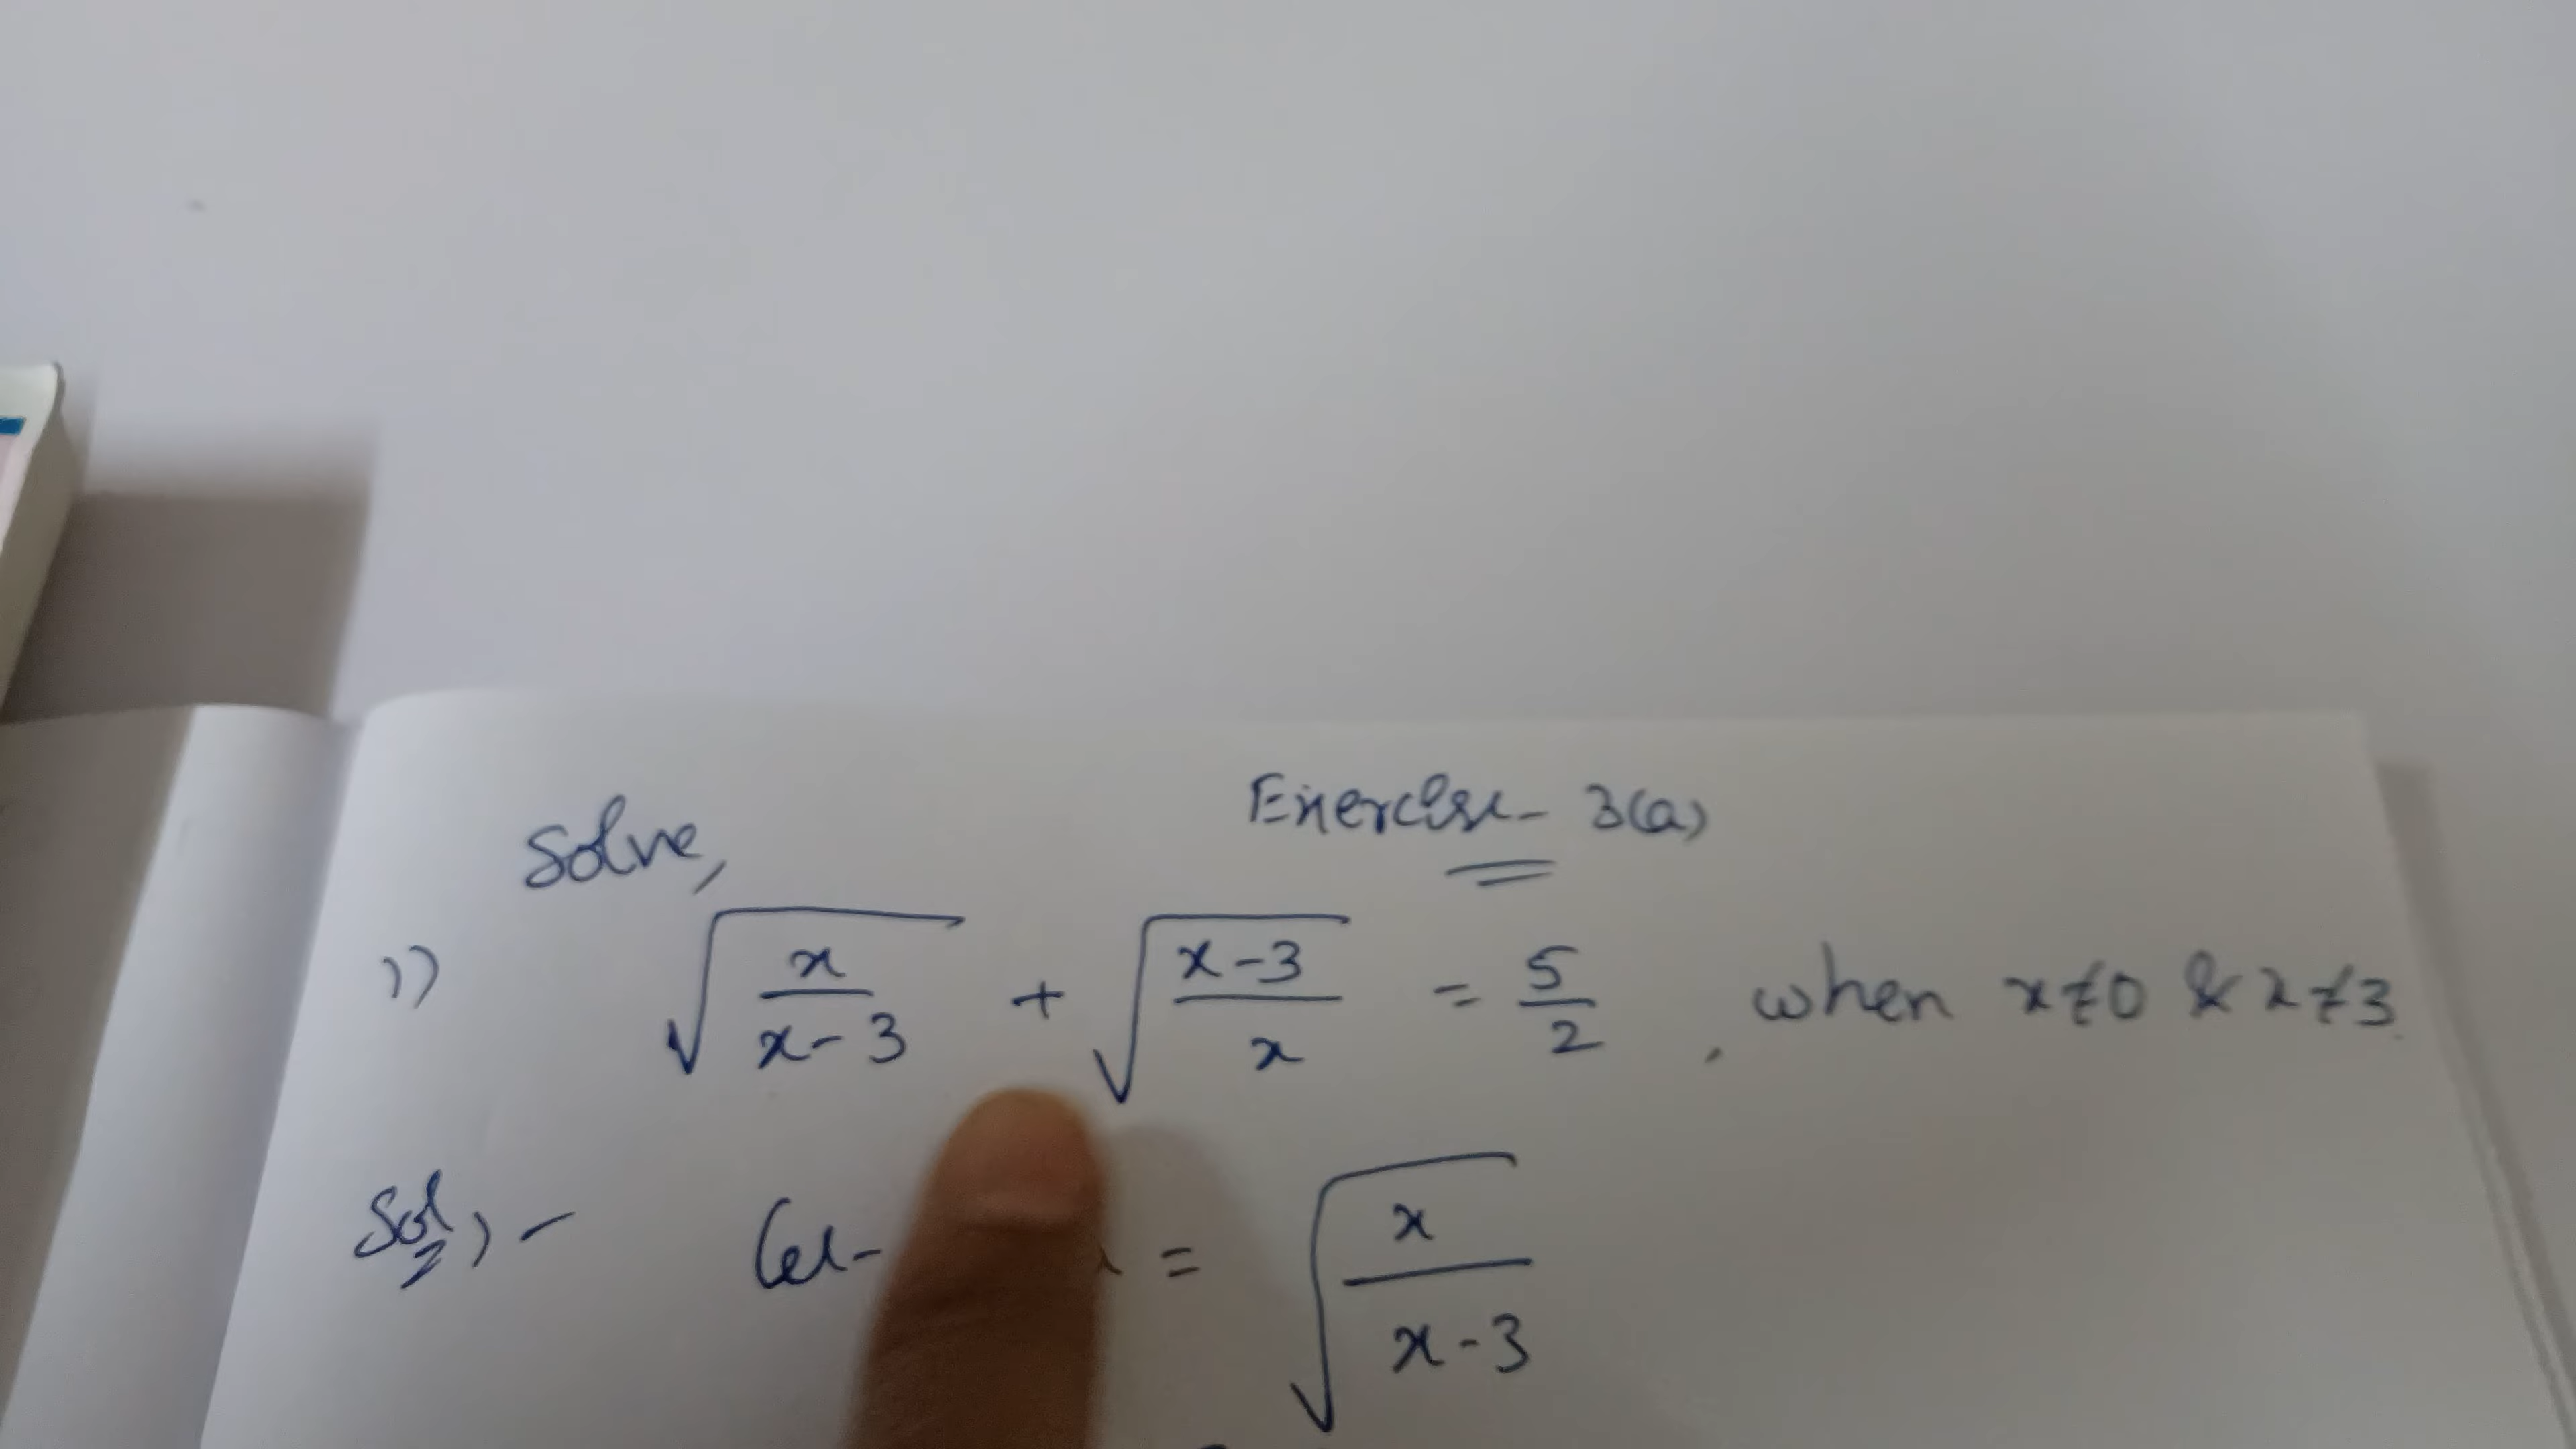 Exercise - 3(a)
Solve,
1) √(x/(x-3)) + √((x-3)/x) = 5/2, when x≠0 & x≠3
Sol) - Let = √(x/(x-3))